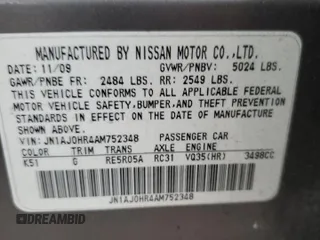 MANUFACTURED BY NISSAN MOTOR CO., LTD.
DATE: 11/09 GVWR/PNBV: 5024 LBS.
GAWR/PNBE FR: 2484 LBS. RR: 2549 LBS.
THIS VEHICLE CONFORMS TO ALL APPLICABLE FEDERAL
MOTOR VEHICLE SAFETY, BUMPER, AND THEFT PREVENTION
STANDARDS IN EFFECT ON THE DATE OF MANUFACTURE
SHOWN ABOVE.
VIN: JN1AJ0HR4AM752348 PASSENGER CAR
COLOR TRIM TRANS AXLE ENGINE
K51 G RE5R05A RC31 VQ35(HR) 3498CC
JN1AJ0HR4AM752348
DREAMBID